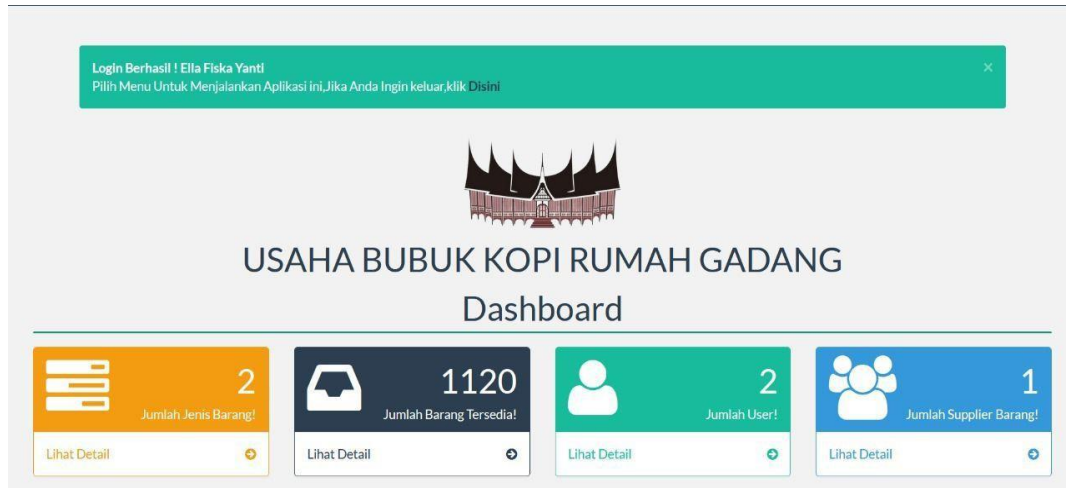 Login Berhasil ! Ella Fiska Yanti
Pilih Menu Untuk Menjalankan Aplikasi ini,Jika Anda Ingin keluar,klik Disini
×
USAHA BUBUK KOPI RUMAH GADANG
Dashboard
2
Jumlah Jenis Barang!
Lihat Detail
1120
Jumlah Barang Tersedia!
Lihat Detail
2
Jumlah User!
Lihat Detail
1
Jumlah Supplier Barang!
Lihat Detail